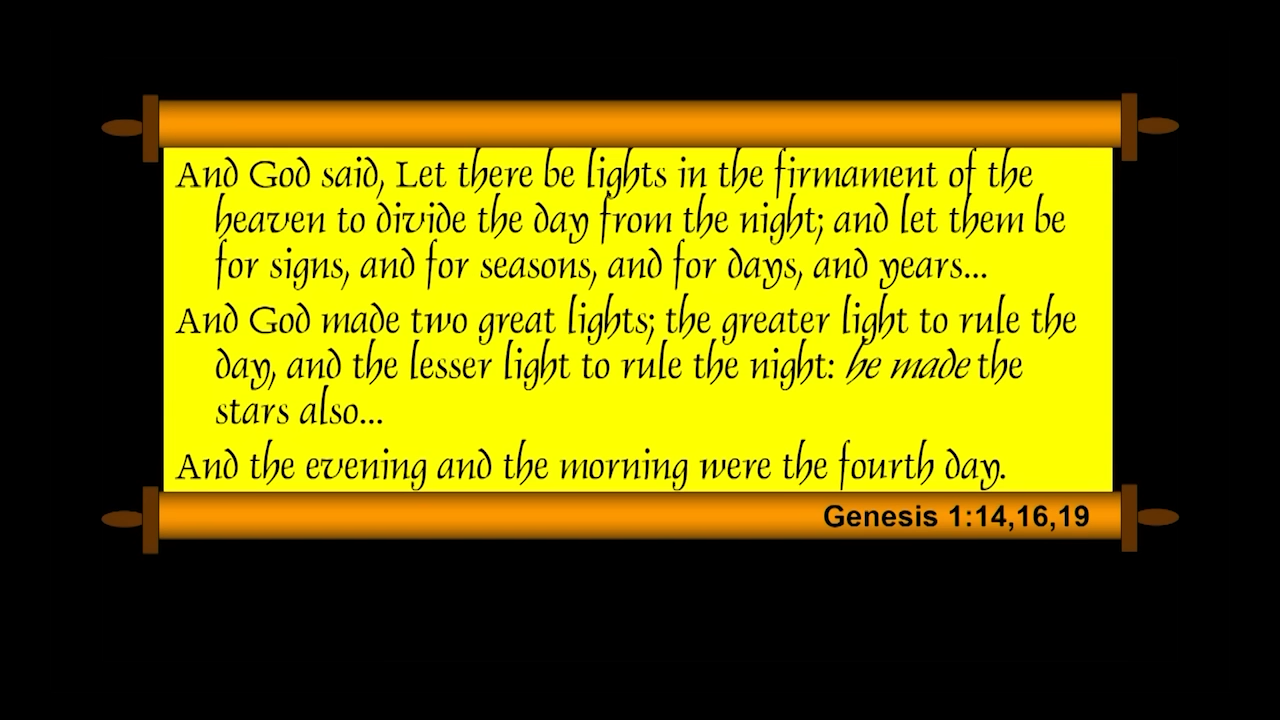 And God said, Let there be lights in the firmament of the
heaven to divide the day from the night; and let them be
for signs, and for seasons, and for days, and years...
And God made two great lights; the greater light to rule the
day, and the lesser light to rule the night: he made the
stars also...
And the evening and the morning were the fourth day.
Genesis 1:14,16,19